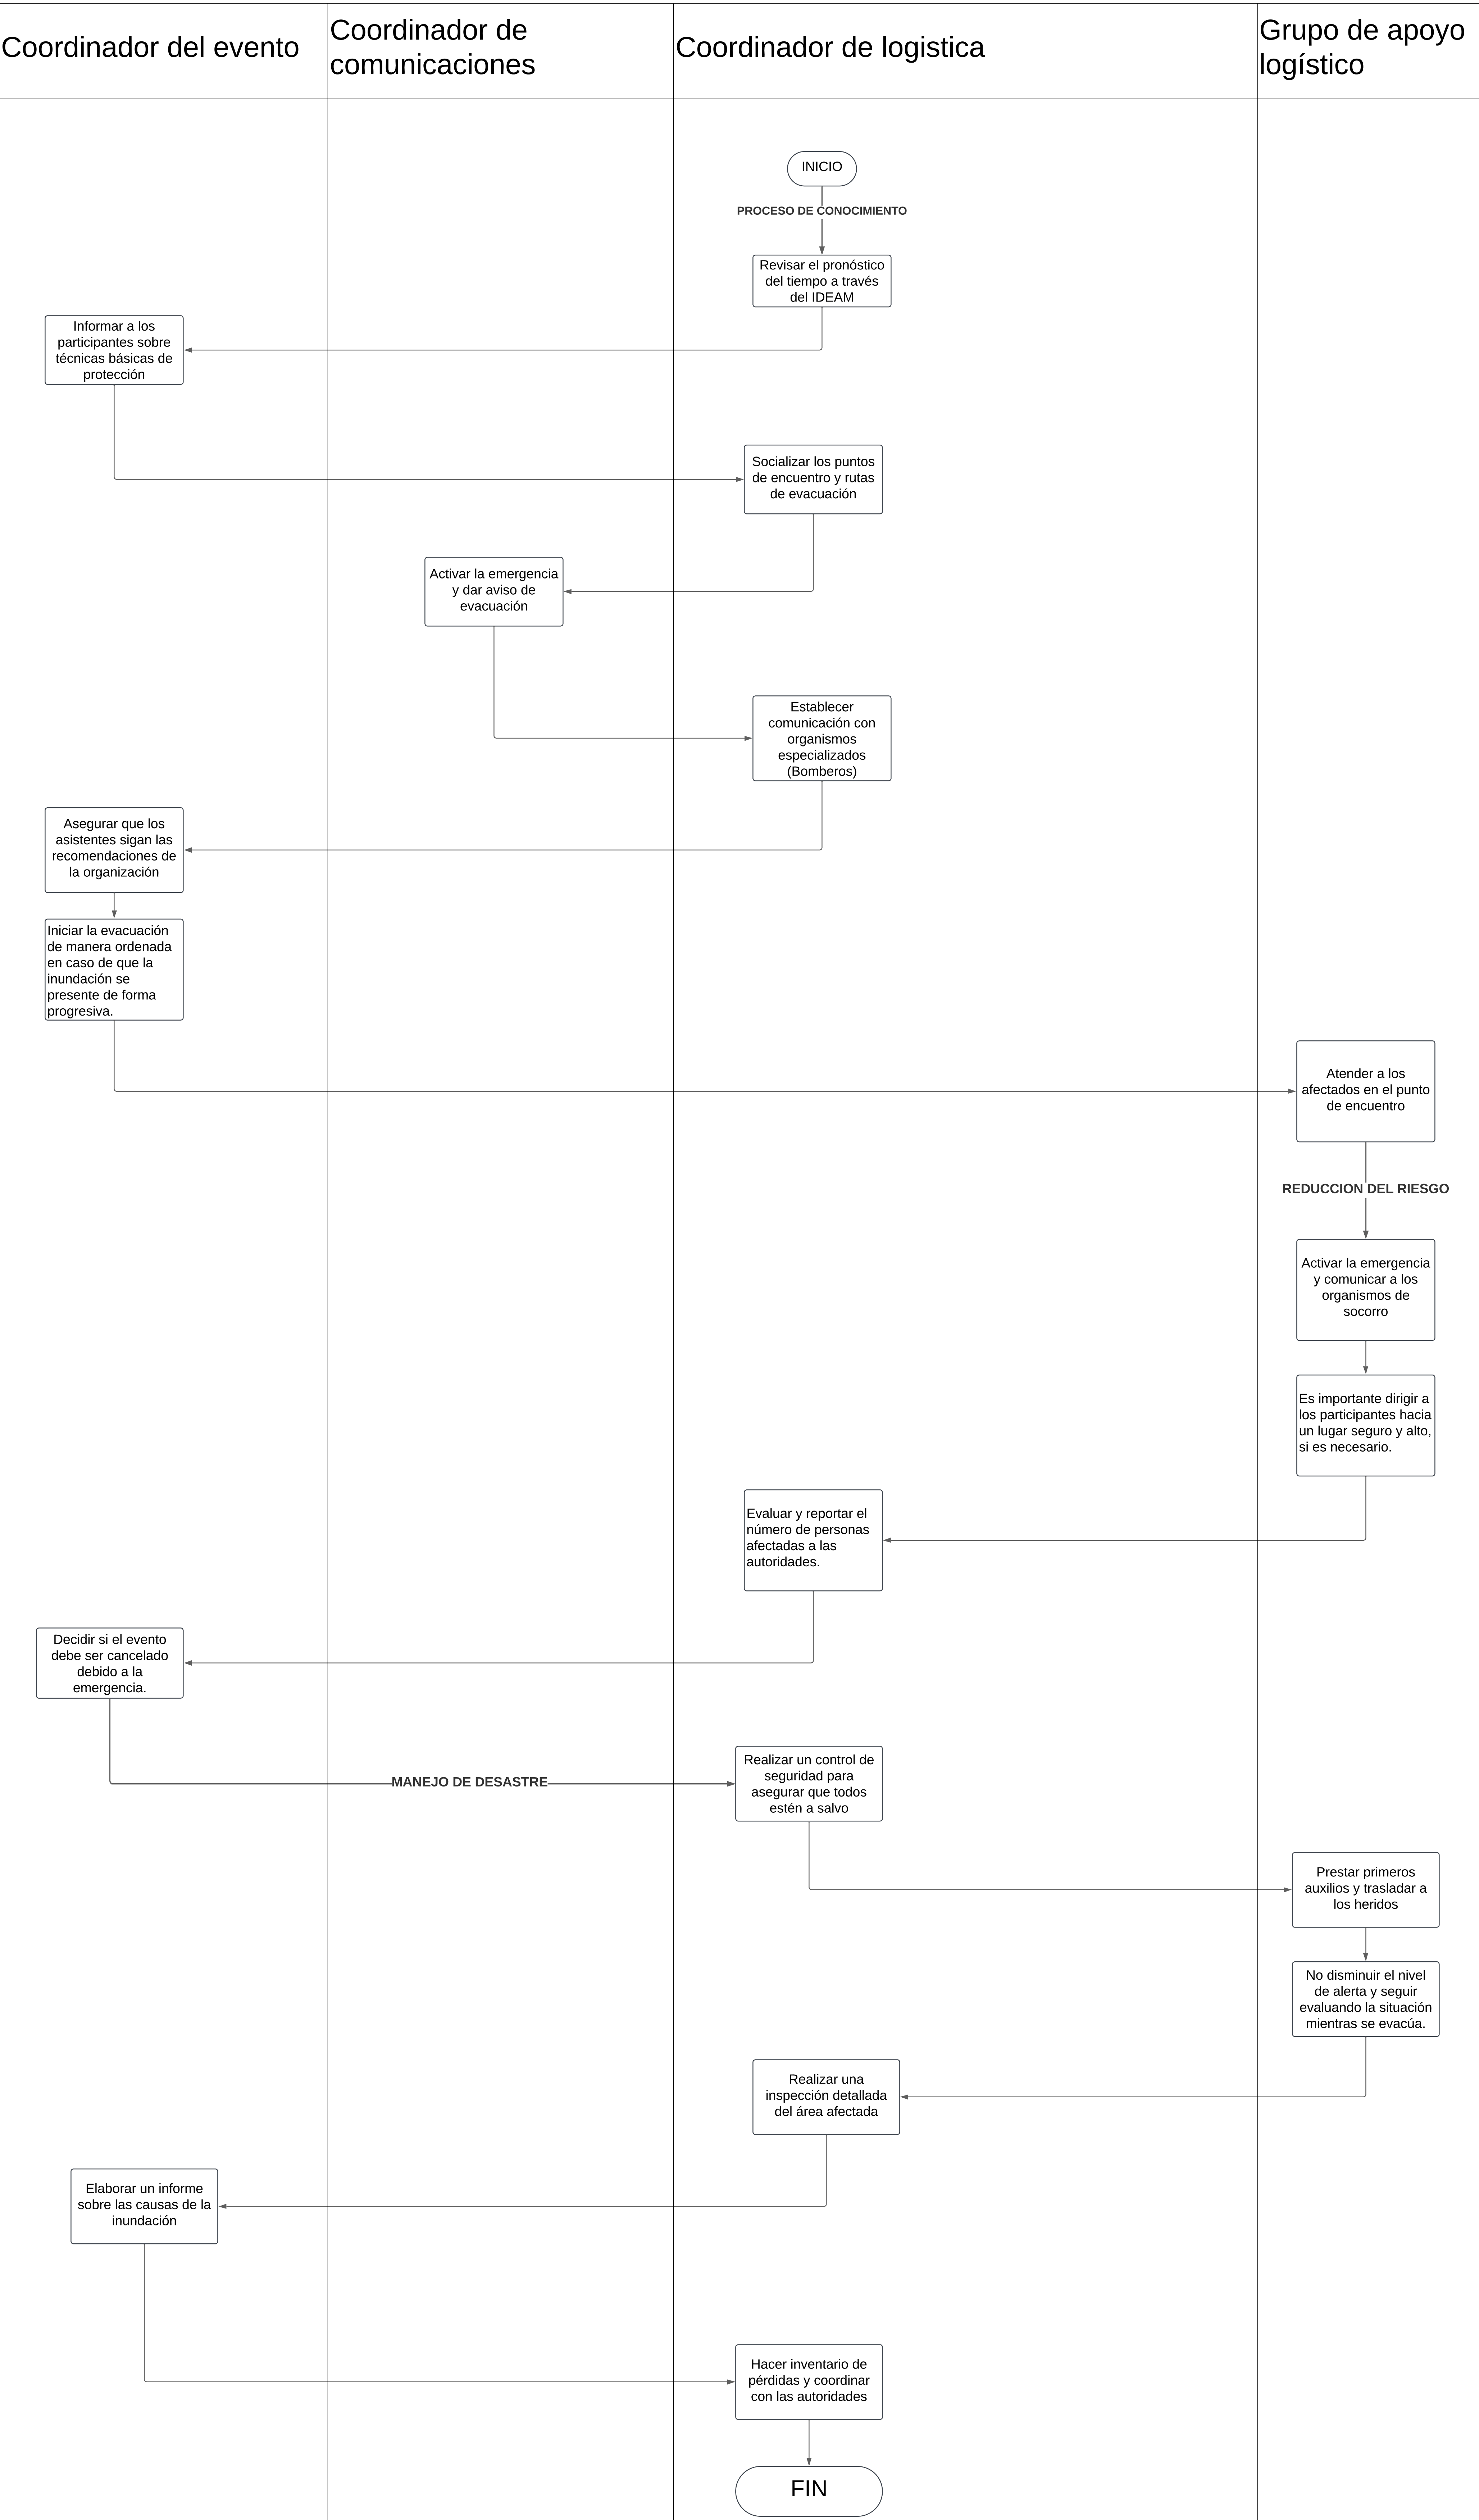 Coordinador del evento
Coordinador de
comunicaciones
Coordinador de logistica
Grupo de apoyo
logístico
INICIO
PROCESO DE CONOCIMIENTO
Revisar el pronóstico
del tiempo a través
del IDEAM
Informar a los
participantes sobre
técnicas básicas de
protección
Socializar los puntos
de encuentro y rutas
de evacuación
Activar la emergencia
y dar aviso de
evacuación
Establecer
comunicación con
organismos
especializados
(Bomberos)
Asegurar que los
asistentes sigan las
recomendaciones de
la organización
Iniciar la evacuación
de manera ordenada
en caso de que la
inundación se
presente de forma
progresiva.
Atender a los
afectados en el punto
de encuentro
REDUCCION DEL RIESGO
Activar la emergencia
y comunicar a los
organismos de
socorro
Es importante dirigir a
los participantes hacia
un lugar seguro y alto,
si es necesario.
Evaluar y reportar el
número de personas
afectadas a las
autoridades.
Decidir si el evento
debe ser cancelado
debido a la
emergencia.
MANEJO DE DESASTRE
Realizar un control de
seguridad para
asegurar que todos
estén a salvo
Prestar primeros
auxilios y trasladar a
los heridos
No disminuir el nivel
de alerta y seguir
evaluando la situación
mientras se evacúa.
Realizar una
inspección detallada
del área afectada
Elaborar un informe
sobre las causas de la
inundación
Hacer inventario de
pérdidas y coordinar
con las autoridades
FIN